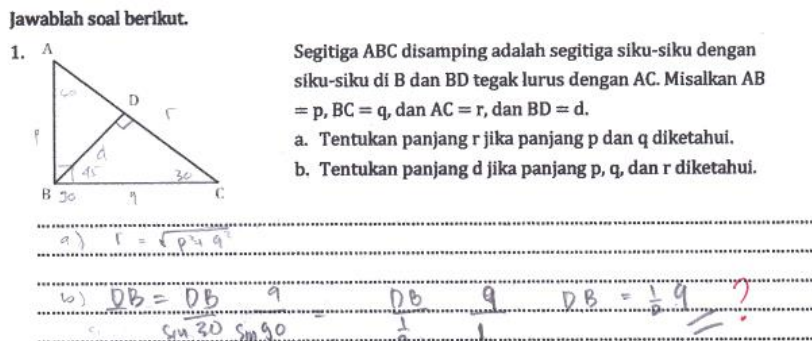 Jawablah soal berikut.
1. A
Segitiga ABC disamping adalah segitiga siku-siku dengan
siku-siku di B dan BD tegak lurus dengan AC. Misalkan AB
= p, BC = q, dan AC = r, dan BD = d.
a. Tentukan panjang r jika panjang p dan q diketahui.
b. Tentukan panjang d jika panjang p, q, dan r diketahui.
60
D
r
p
d
45
30
B 90 q C
a) r = √p²+q²
b) DB = DB/sin 30 q/sin 90 = DB/½ q/1 DB = ½ q ?